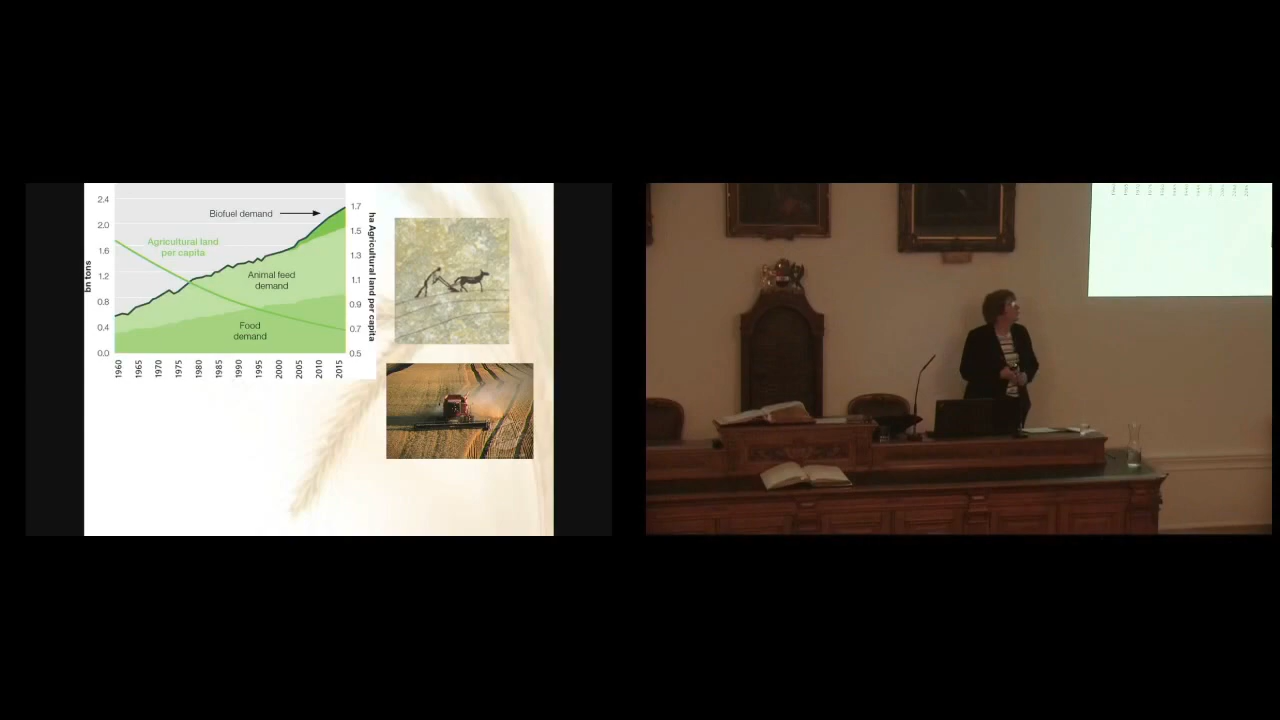 2.4
2.0
1.6
1.2
0.8
0.4
0.0
bn tons
Biofuel demand
Agricultural land
per capita
Animal feed
demand
Food
demand
1.7
1.5
1.3
1.1
0.9
0.7
0.5
ha Agricultural land per capita
1960
1965
1970
1975
1980
1985
1990
1995
2000
2005
2010
2015